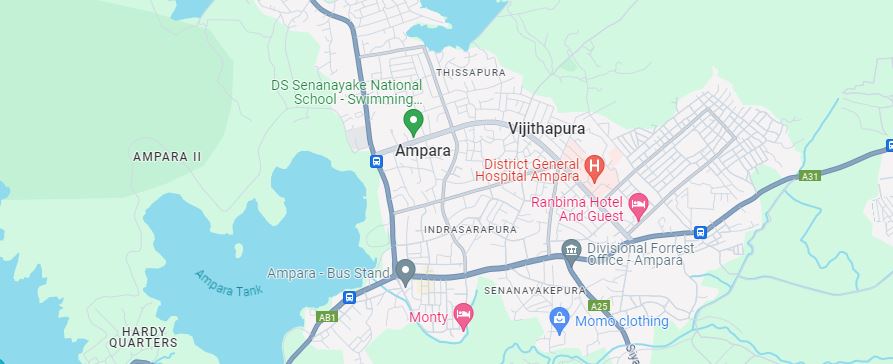 THISSAPURA
DS Senanayake National
School - Swimming...
Vijithapura
Ampara
AMPARA II
District General
Hospital Ampara
H
A31
Ranbima Hotel
And Guest
INDRASARAPURA
Divisional Forrest
Office - Ampara
Ampara - Bus Stand
Ampara Tank
SENANAYAKEPURA
A25
AB1
Monty
Momo clothing
HARDY
QUARTERS